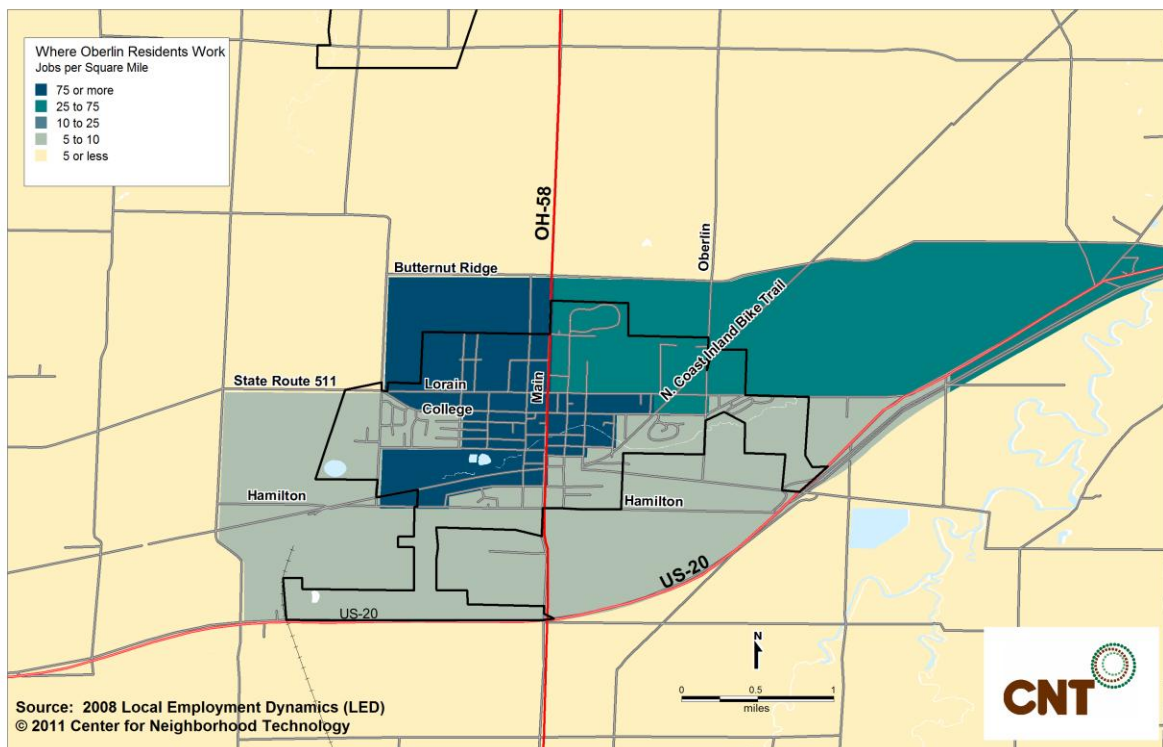 Where Oberlin Residents Work
Jobs per Square Mile
75 or more
25 to 75
10 to 25
5 to 10
5 or less
OH-58
Oberlin
Butternut Ridge
N. Coast Inland Bike Trail
State Route 511
Lorain
Main
College
Hamilton
Hamilton
US-20
US-20
N
0 0.5 1
miles
Source: 2008 Local Employment Dynamics (LED)
© 2011 Center for Neighborhood Technology
CNT